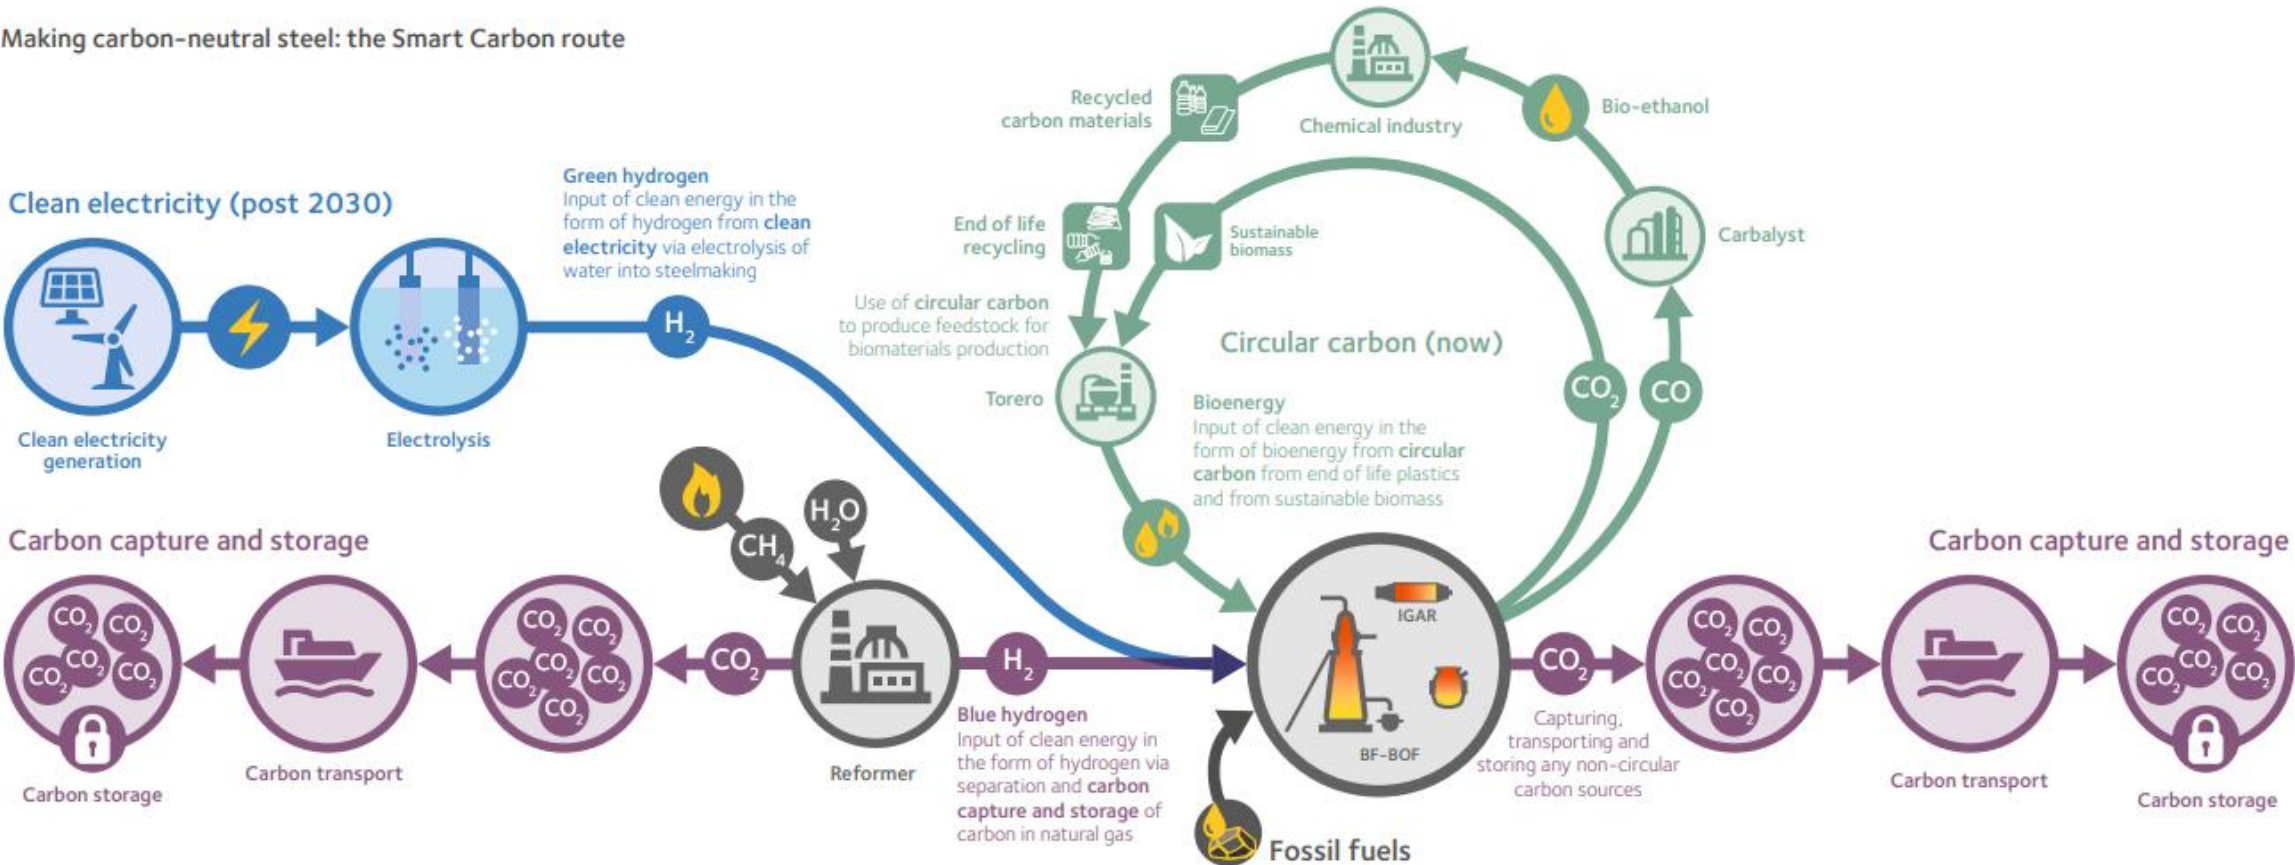 Making carbon-neutral steel: the Smart Carbon route
Clean electricity (post 2030)
Clean electricity
generation
Electrolysis
Green hydrogen
Input of clean energy in the
form of hydrogen from clean
electricity via electrolysis of
water into steelmaking
H₂
Recycled
carbon materials
Chemical industry
Bio-ethanol
End of life
recycling
Sustainable
biomass
Carbalyst
Use of circular carbon
to produce feedstock for
biomaterials production
Circular carbon (now)
Torero
CO₂
CO
Bioenergy
Input of clean energy in the
form of bioenergy from circular
carbon from end of life plastics
and from sustainable biomass
Carbon capture and storage
CO₂
CO₂
CO₂
CO₂
CO₂
Carbon storage
Carbon transport
CO₂
CO₂
CO₂
CO₂
CO₂
CO₂
CO₂
CH₄
H₂O
Reformer
H₂
Blue hydrogen
Input of clean energy in
the form of hydrogen via
separation and carbon
capture and storage of
carbon in natural gas
IGAR
BF-BOF
Fossil fuels
Carbon capture and storage
CO₂
Capturing,
transporting and
storing any non-circular
carbon sources
CO₂
CO₂
CO₂
CO₂
CO₂
CO₂
Carbon transport
CO₂
CO₂
CO₂
CO₂
CO₂
Carbon storage